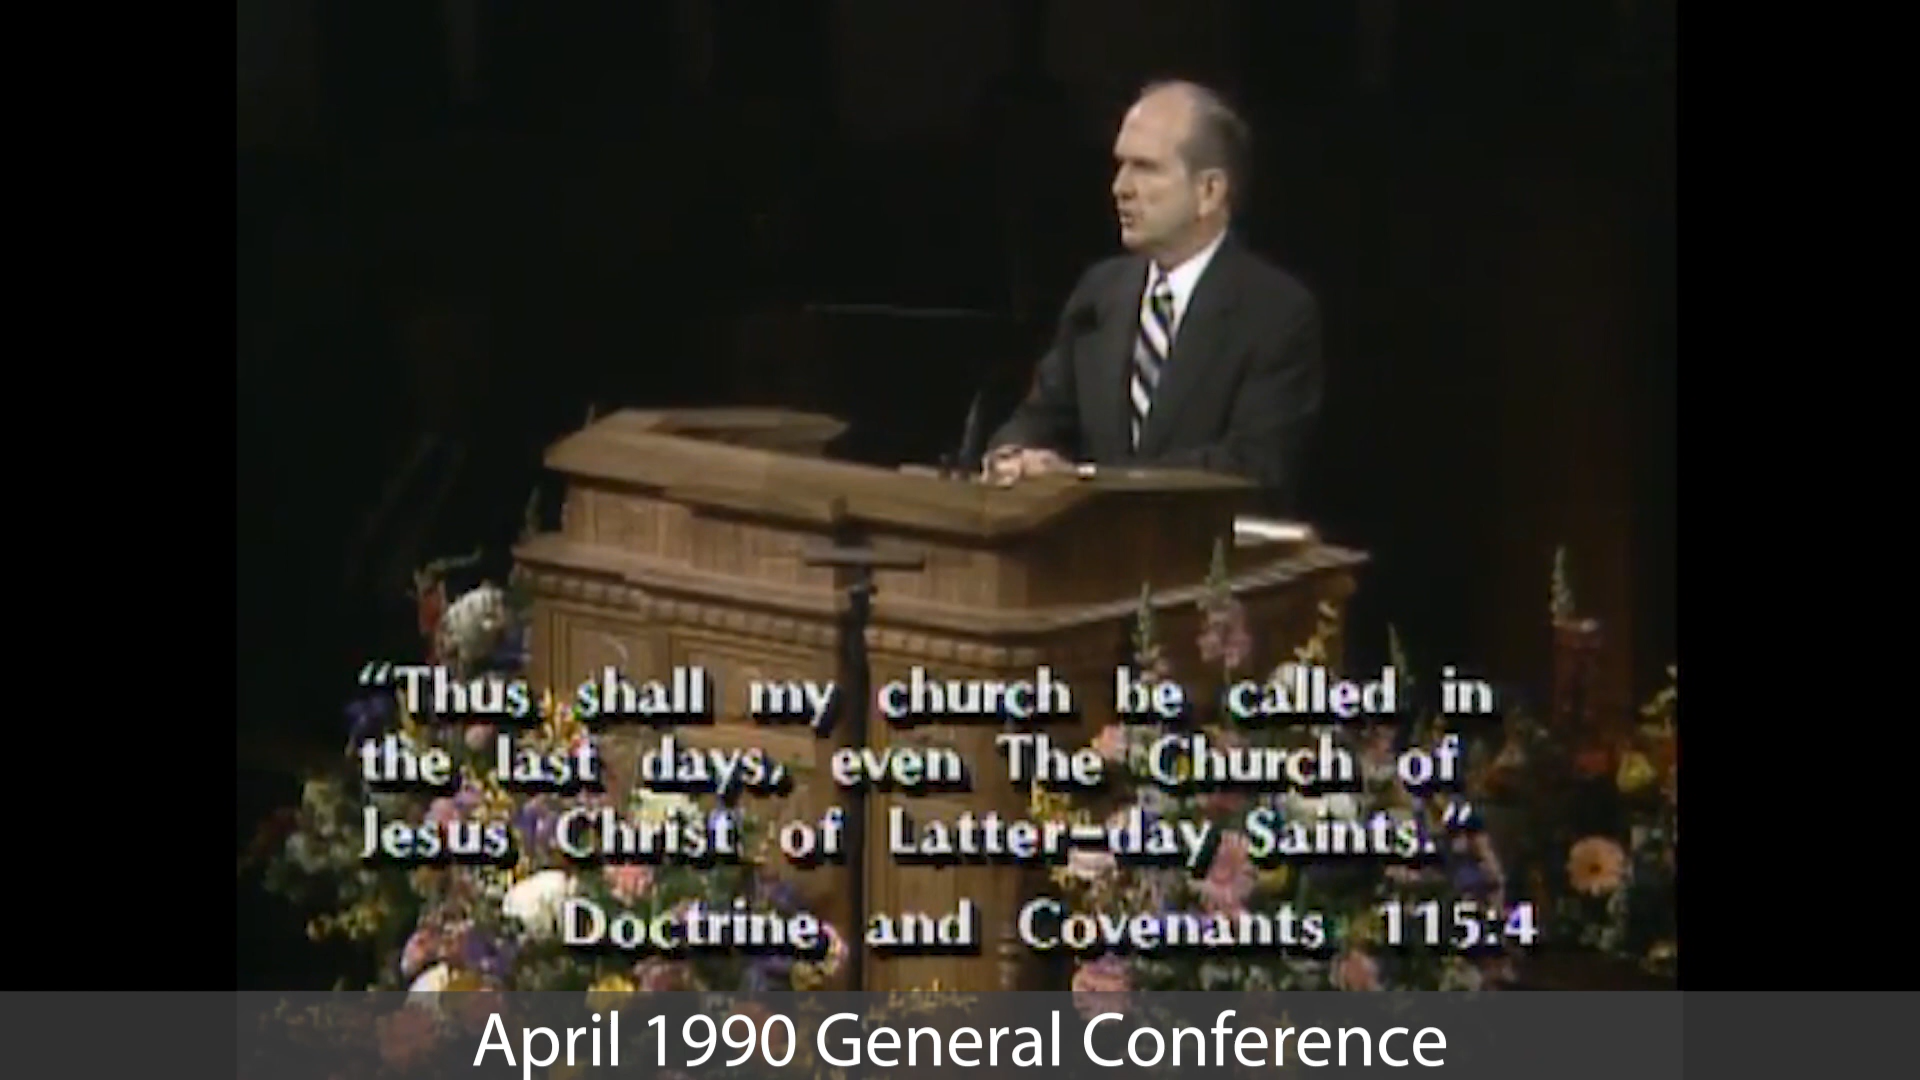 “Thus shall my church be called in
the last days, even The Church of
Jesus Christ of Latter-day Saints.”
Doctrine and Covenants 115:4
April 1990 General Conference